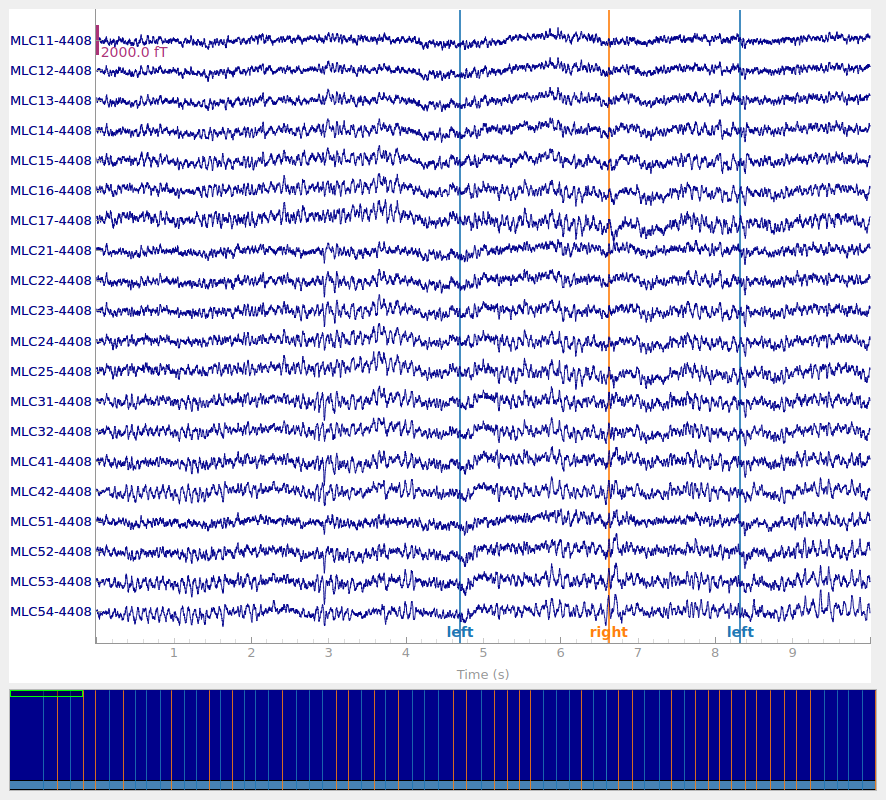 MLC11-4408
2000.0 fT
MLC12-4408
MLC13-4408
MLC14-4408
MLC15-4408
MLC16-4408
MLC17-4408
MLC21-4408
MLC22-4408
MLC23-4408
MLC24-4408
MLC25-4408
MLC31-4408
MLC32-4408
MLC41-4408
MLC42-4408
MLC51-4408
MLC52-4408
MLC53-4408
MLC54-4408
left right left
1 2 3 4 5 6 7 8 9
Time (s)